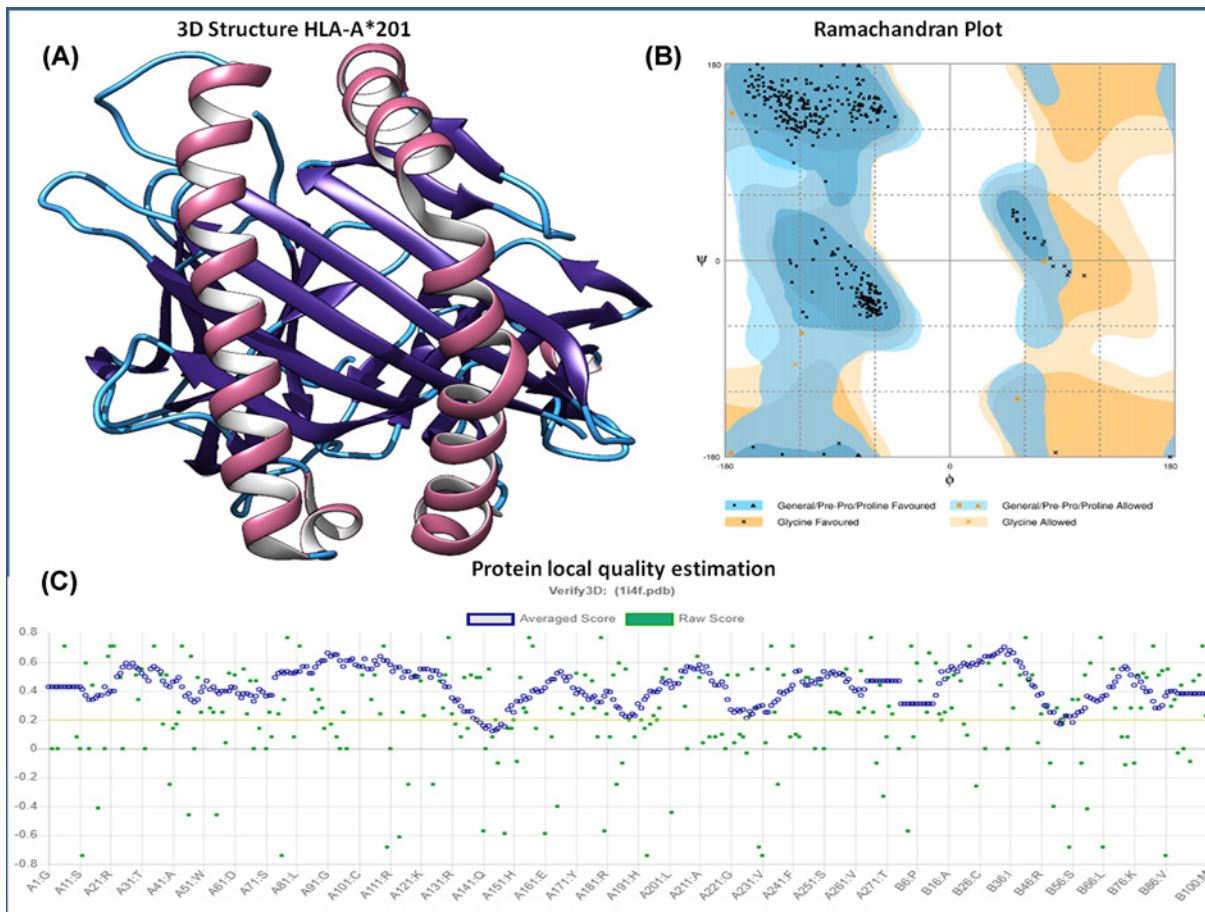 3D Structure HLA-A*201
Ramachandran Plot
(A)
(B)
180
Ψ 0
-180
-180 0 180
ϕ
General/Pre-Pro/Proline Favoured
General/Pre-Pro/Proline Allowed
Glycine Favoured
Glycine Allowed
(C)
Protein local quality estimation
Verify3D: (1i4f.pdb)
Averaged Score
Raw Score
0.8
0.6
0.4
0.2
0
-0.2
-0.4
-0.6
-0.8
A1:G A11:S A21:R A31:T A41:A A51:W A61:D A71:S A81:L A91:G A101:C A111:R A121:K A131:R A141:Q A151:H A161:E A171:Y A181:R A191:H A201:L A211:A A221:G A231:V A241:F A251:S A261:V A271:T B6:P B16:A B26:C B36:I B46:R B56:S B66:L B76:K B86:V B100:M